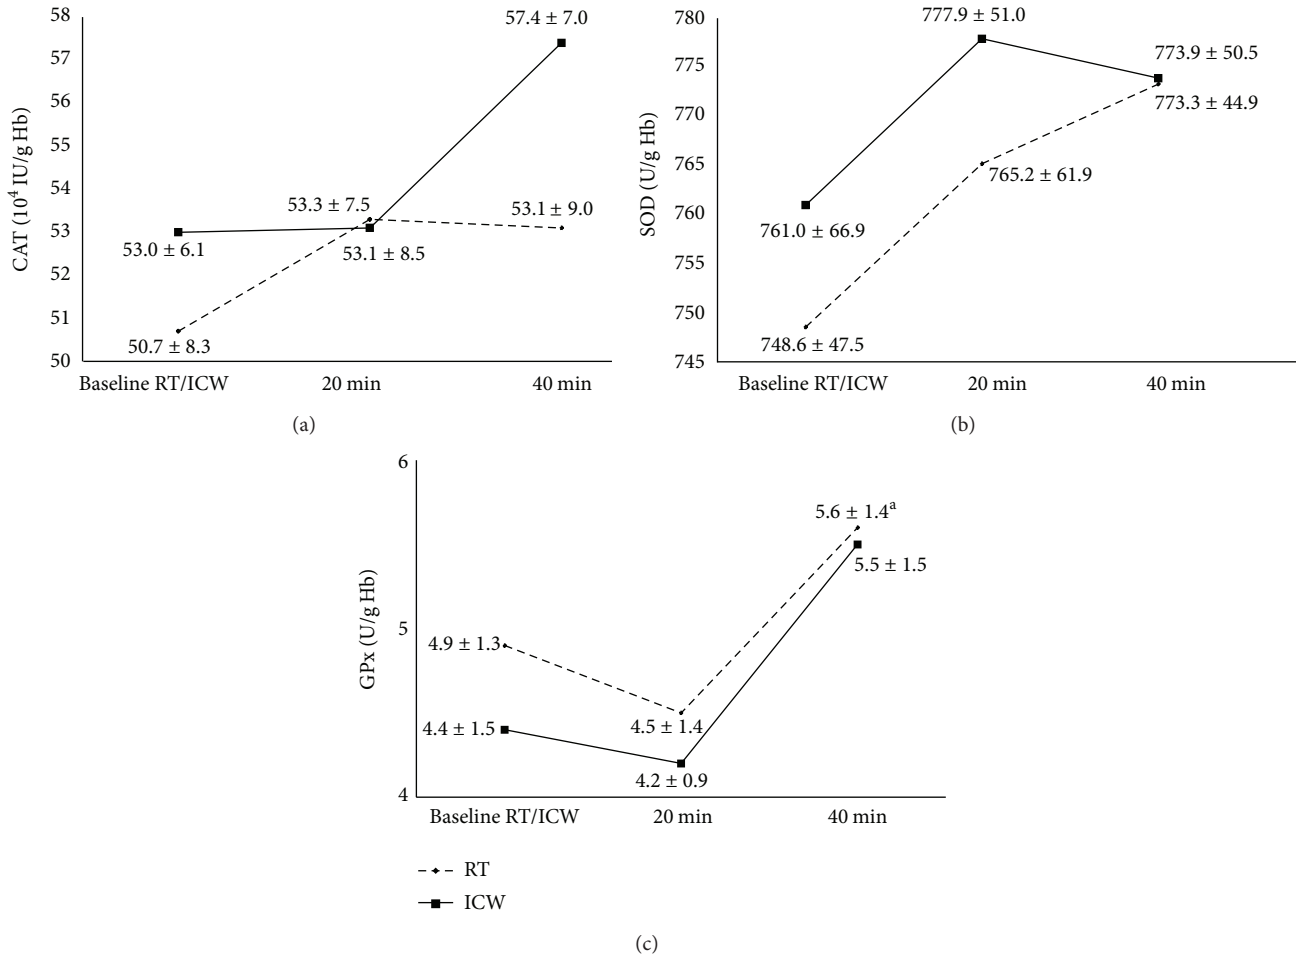 58
57
56
55
54
53
52
51
50
CAT (10⁴ IU/g Hb)
57.4 ± 7.0
53.3 ± 7.5
53.1 ± 9.0
53.0 ± 6.1
53.1 ± 8.5
50.7 ± 8.3
Baseline RT/ICW 20 min 40 min
(a)
780
775
770
765
760
755
750
745
SOD (U/g Hb)
777.9 ± 51.0
773.9 ± 50.5
773.3 ± 44.9
765.2 ± 61.9
761.0 ± 66.9
748.6 ± 47.5
Baseline RT/ICW 20 min 40 min
(b)
6
5
4
GPx (U/g Hb)
5.6 ± 1.4ᵃ
5.5 ± 1.5
4.9 ± 1.3
4.4 ± 1.5
4.5 ± 1.4
4.2 ± 0.9
Baseline RT/ICW 20 min 40 min
RT
ICW
(c)